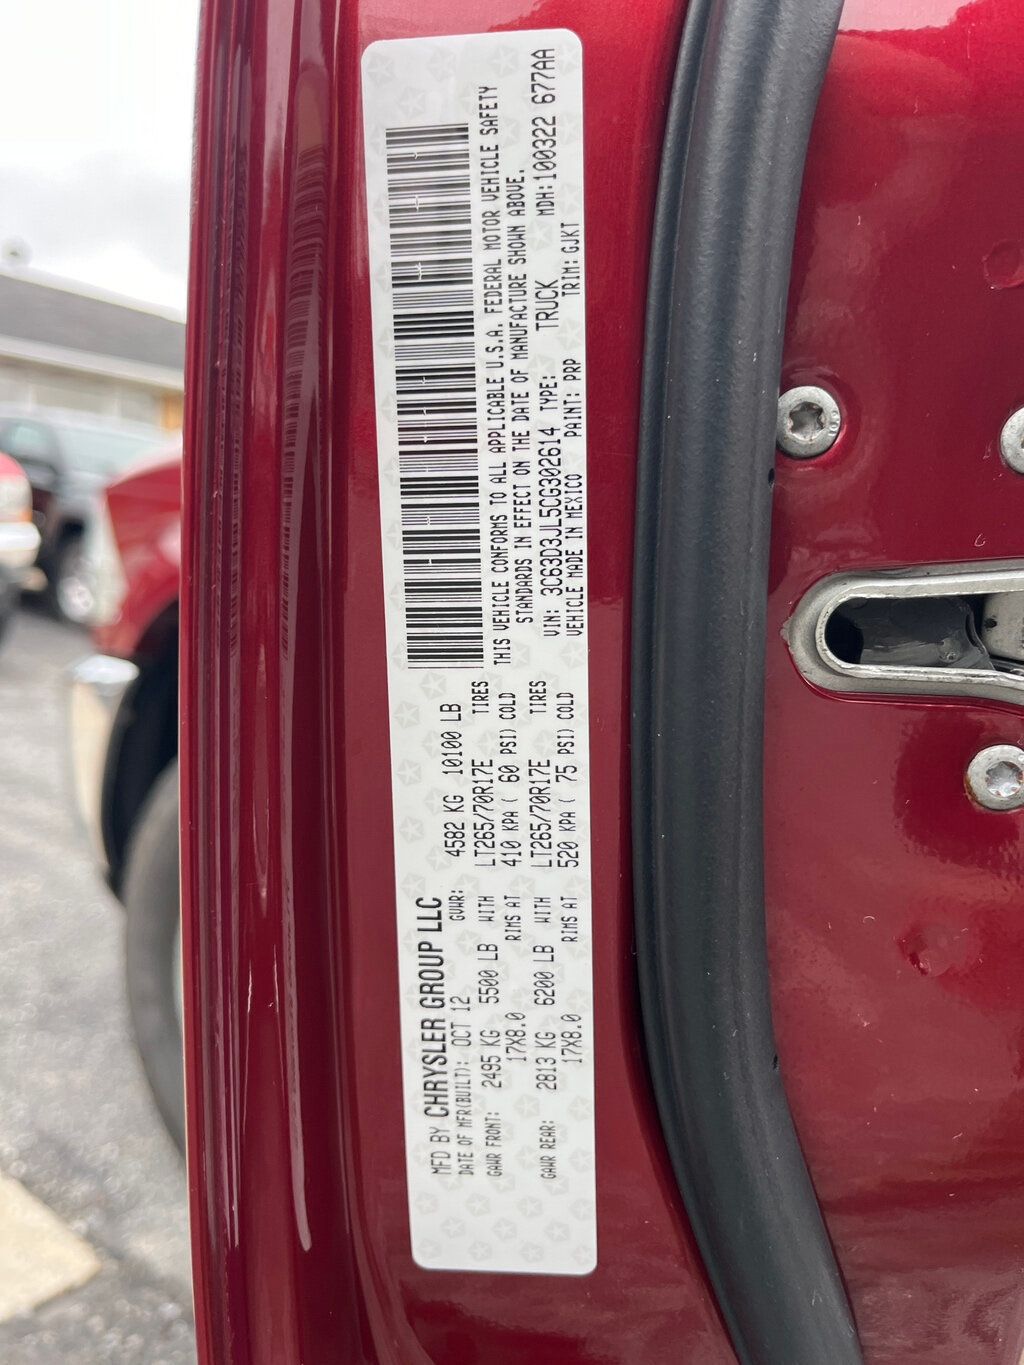 MFD BY CHRYSLER GROUP LLC
DATE OF MFR(BUILT): OCT 12 GVWR: 4582 KG 10100 LB
GAWR FRONT: 2495 KG 5500 LB WITH LT265/70R17E TIRES
17X8.0 RIMS AT 410 KPA ( 60 PSI) COLD
GAWR REAR: 2813 KG 6200 LB WITH LT265/70R17E TIRES
17X8.0 RIMS AT 520 KPA ( 75 PSI) COLD
THIS VEHICLE CONFORMS TO ALL APPLICABLE U.S.A. FEDERAL MOTOR VEHICLE SAFETY
STANDARDS IN EFFECT ON THE DATE OF MANUFACTURE SHOWN ABOVE.
VIN: 3C63D3JL5CG302614 TYPE: TRUCK MDH:100322 677AA
VEHICLE MADE IN MEXICO PAINT: PRP TRIM: GJKT